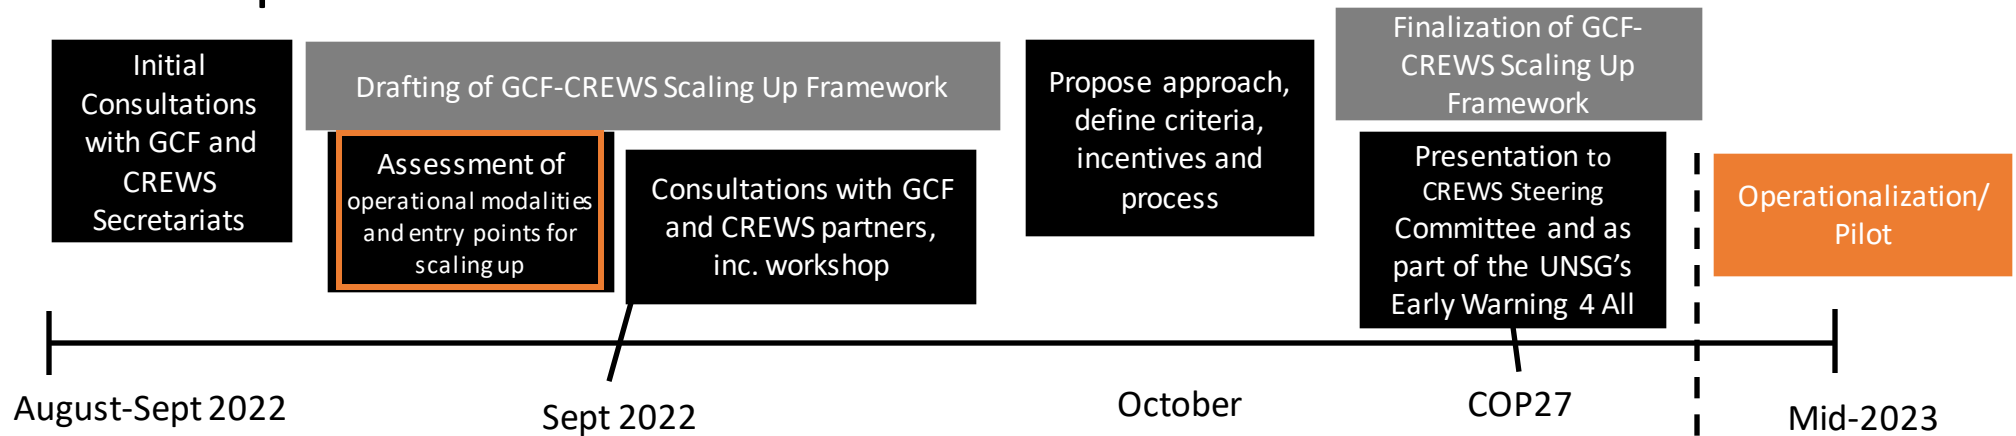 Initial
Consultations
with GCF and
CREWS
Secretariats
Drafting of GCF-CREWS Scaling Up Framework
Assessment of
operational modalities
and entry points for
scaling up
Consultations with GCF
and CREWS partners,
inc. workshop
Propose approach,
define criteria,
incentives and
process
Finalization of GCF-
CREWS Scaling Up
Framework
Presentation to
CREWS Steering
Committee and as
part of the UNSG’s
Early Warning 4 All
Operationalization/
Pilot
August-Sept 2022
Sept 2022
October
COP27
Mid-2023